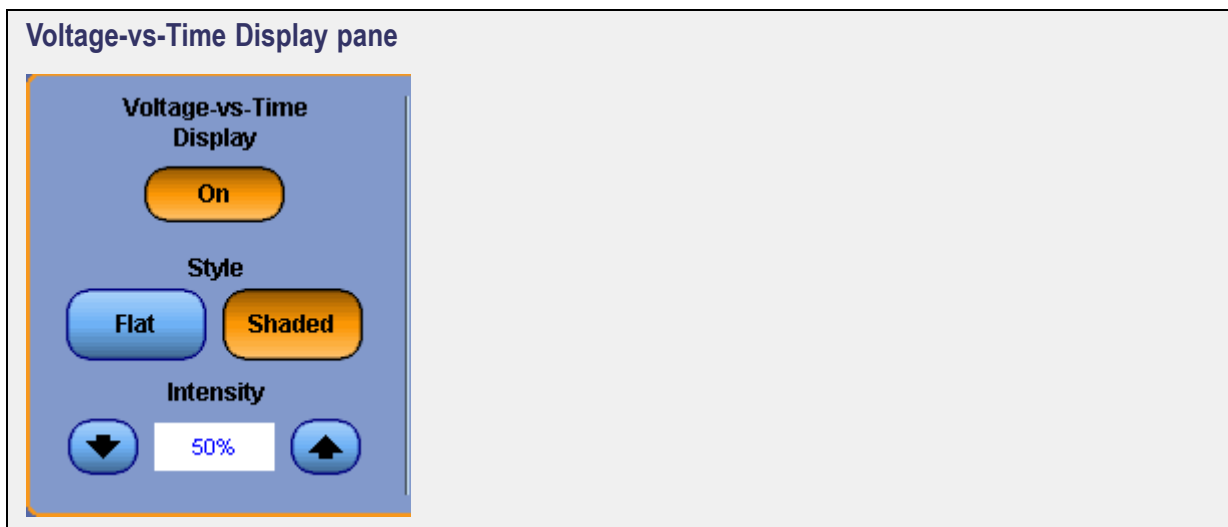 Voltage-vs-Time Display pane
Voltage-vs-Time
Display
On
Style
Flat Shaded
Intensity
50%